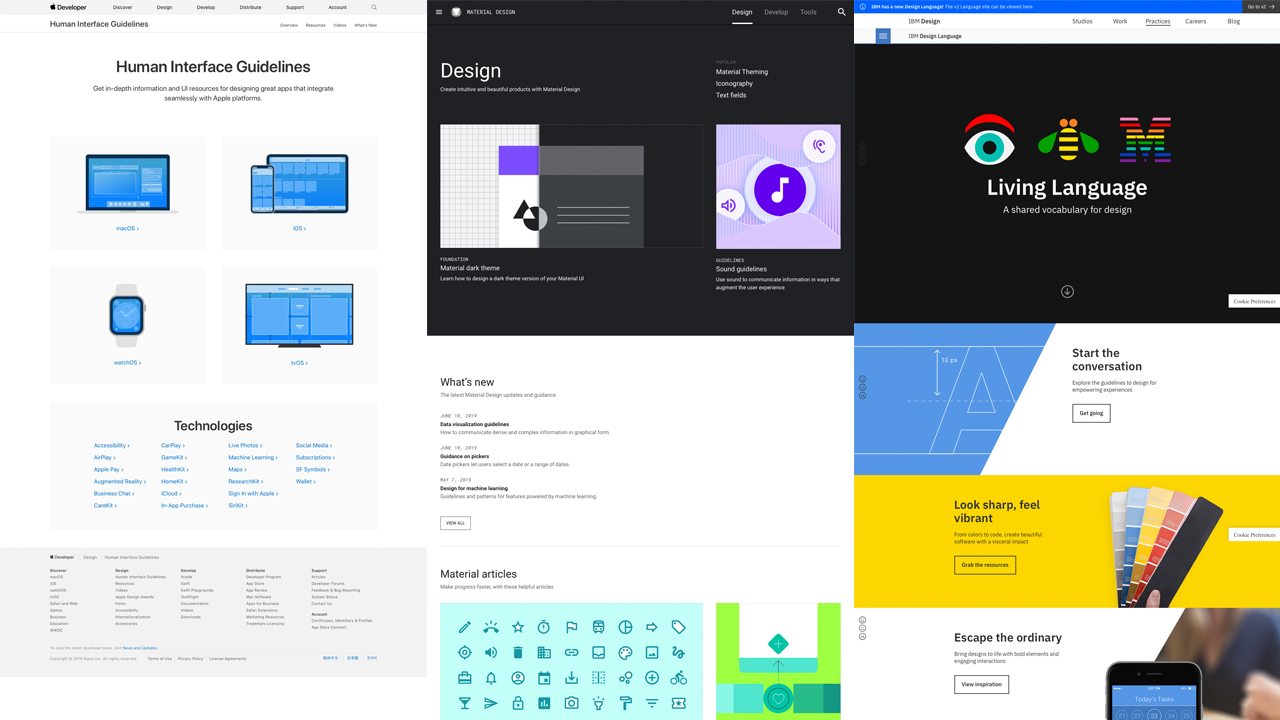 Developer
Discover
Design
Develop
Distribute
Support
Account
Human Interface Guidelines
Overview
Resources
Videos
What's New
Human Interface Guidelines
Get in-depth information and UI resources for designing great apps that integrate
seamlessly with Apple platforms.
macOS ›
iOS ›
watchOS ›
tvOS ›
Technologies
Accessibility ›
AirPlay ›
Apple Pay ›
Augmented Reality ›
Business Chat ›
CareKit ›
CarPlay ›
GameKit ›
HealthKit ›
HomeKit ›
iCloud ›
In-App Purchase ›
Live Photos ›
Machine Learning ›
Maps ›
ResearchKit ›
Sign In with Apple ›
SiriKit ›
Social Media ›
Subscriptions ›
SF Symbols ›
Wallet ›
Developer
Design
Human Interface Guidelines
Discover
macOS
iOS
watchOS
tvOS
Safari and Web
Games
Business
Education
WWDC
Design
Human Interface Guidelines
Resources
Videos
Apple Design Awards
Fonts
Accessibility
Internationalization
Accessories
Develop
Xcode
Swift
Swift Playgrounds
TestFlight
Documentation
Videos
Downloads
Distribute
Developer Program
App Store
App Review
Mac Software
Apps for Business
Safari Extensions
Marketing Resources
Trademark Licensing
Support
Articles
Developer Forums
Feedback & Bug Reporting
System Status
Contact Us
Account
Certificates, Identifiers & Profiles
App Store Connect
To view the latest developer news, visit News and Updates.
Copyright © 2019 Apple Inc. All rights reserved.
Terms of Use
Privacy Policy
License Agreements
简体中文
日本語
한국어
MATERIAL DESIGN
Design
Develop
Tools
Design
Create intuitive and beautiful products with Material Design
POPULAR
Material Theming
Iconography
Text fields
FOUNDATION
Material dark theme
Learn how to design a dark theme version of your Material UI
GUIDELINES
Sound guidelines
Use sound to communicate information in ways that
augment the user experience
What's new
The latest Material Design updates and guidance
JUNE 18, 2019
Data visualization guidelines
How to communicate dense and complex information in graphical form.
JUNE 18, 2019
Guidance on pickers
Date pickers let users select a date or a range of dates.
MAY 7, 2019
Design for machine learning
Guidelines and patterns for features powered by machine learning.
VIEW ALL
Material articles
Make progress faster, with these helpful articles
IBM has a new Design Language! The v2 Language site can be viewed here.
Go to v2 →
IBM Design
Studios
Work
Practices
Careers
Blog
IBM Design Language
M
Living Language
A shared vocabulary for design
Cookie Preferences
10 px
A
Start the
conversation
Explore the guidelines to design for
empowering experiences
Get going
Look sharp, feel
vibrant
From colors to code, create beautiful
software with a visceral impact
Grab the resources
Cookie Preferences
Escape the ordinary
Bring designs to life with bold elements and
engaging interactions
View inspiration
Today's Tasks
21 22 23 24 25